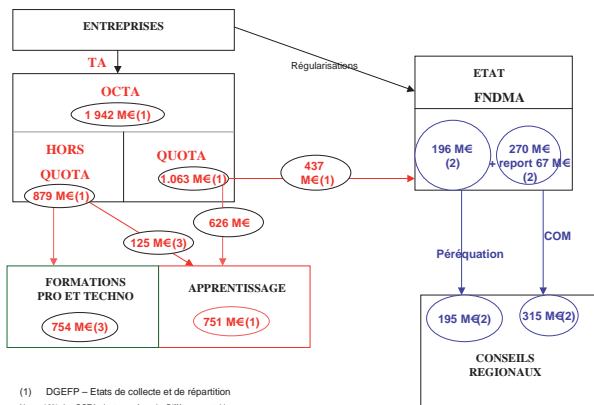 ENTREPRISES
TA
Régularisations
OCTA
1 942 M€(1)
HORS
QUOTA
879 M€(1)
QUOTA
1.063 M€(1)
437
M€(1)
ETAT
FNDMA
196 M€
(2)
270 M€
+ report 67 M€
(2)
626 M€
125 M€(3)
Péréquation
COM
FORMATIONS
PRO ET TECHNO
754 M€(3)
APPRENTISSAGE
751 M€(1)
195 M€(2)
315 M€(2)
CONSEILS
REGIONAUX
(1) DGEFP – Etats de collecte et de répartition